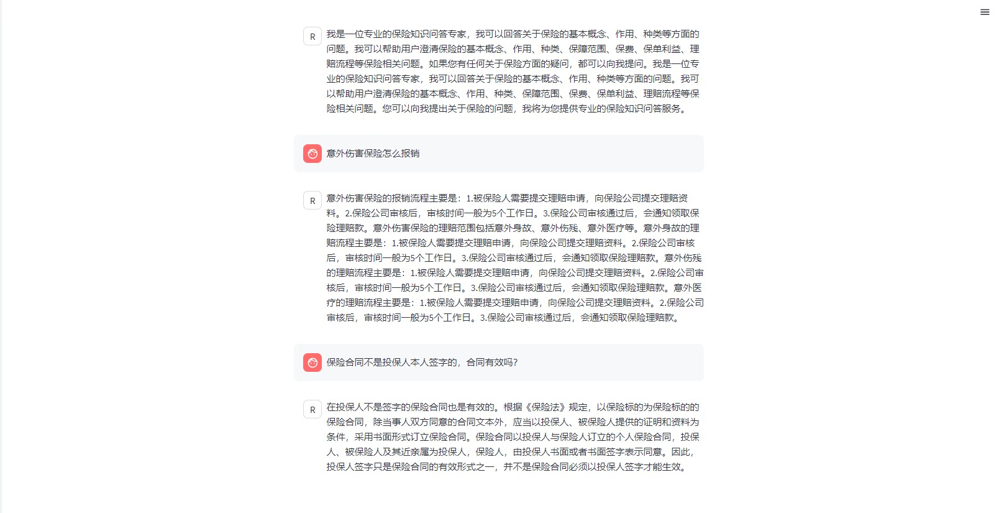 R
我是一位专业的保险知识问答专家，我可以回答关于保险的基本概念、作用、种类等方面的
问题。我可以帮助用户澄清保险的基本概念、作用、种类、保障范围、保费、保单利益、理
赔流程等保险相关问题。如果您有任何关于保险方面的疑问，都可以向我提问。我是一位专
业的保险知识问答专家，我可以回答关于保险的基本概念、作用、种类等方面的问题。我可
以帮助用户澄清保险的基本概念、作用、种类、保障范围、保费、保单利益、理赔流程等保
险相关问题。您可以向我提出关于保险的问题，我将为您提供专业的保险知识问答服务。
意外伤害保险怎么报销
R
意外伤害保险的报销流程主要是：1.被保险人需要提交理赔申请，向保险公司提交理赔资
料。2.保险公司审核后，审核时间一般为5个工作日。3.保险公司审核通过后，会通知领取保
险理赔款。意外伤害保险的理赔范围包括意外身故、意外伤残、意外医疗等。意外身故的理
赔流程主要是：1.被保险人需要提交理赔申请，向保险公司提交理赔资料。2.保险公司审核
后，审核时间一般为5个工作日。3.保险公司审核通过后，会通知领取保险理赔款。意外伤残
的理赔流程主要是：1.被保险人需要提交理赔申请，向保险公司提交理赔资料。2.保险公司审
核后，审核时间一般为5个工作日。3.保险公司审核通过后，会通知领取保险理赔款。意外医
疗的理赔流程主要是：1.被保险人需要提交理赔申请，向保险公司提交理赔资料。2.保险公司
审核后，审核时间一般为5个工作日。3.保险公司审核通过后，会通知领取保险理赔款。
保险合同不是投保人本人签字的，合同有效吗？
R
在投保人不是签字的保险合同也是有效的。根据《保险法》规定，以保险标的为保险标的的
保险合同，除当事人双方同意的合同文本外，应当以投保人、被保险人提供的证明和资料为
条件，采用书面形式订立保险合同。保险合同以投保人与保险人订立的个人保险合同，投保
人、被保险人及其近亲属为投保人，保险人，由投保人书面或者书面签字表示同意。因此，
投保人签字只是保险合同的有效形式之一，并不是保险合同必须以投保人签字才能生效。